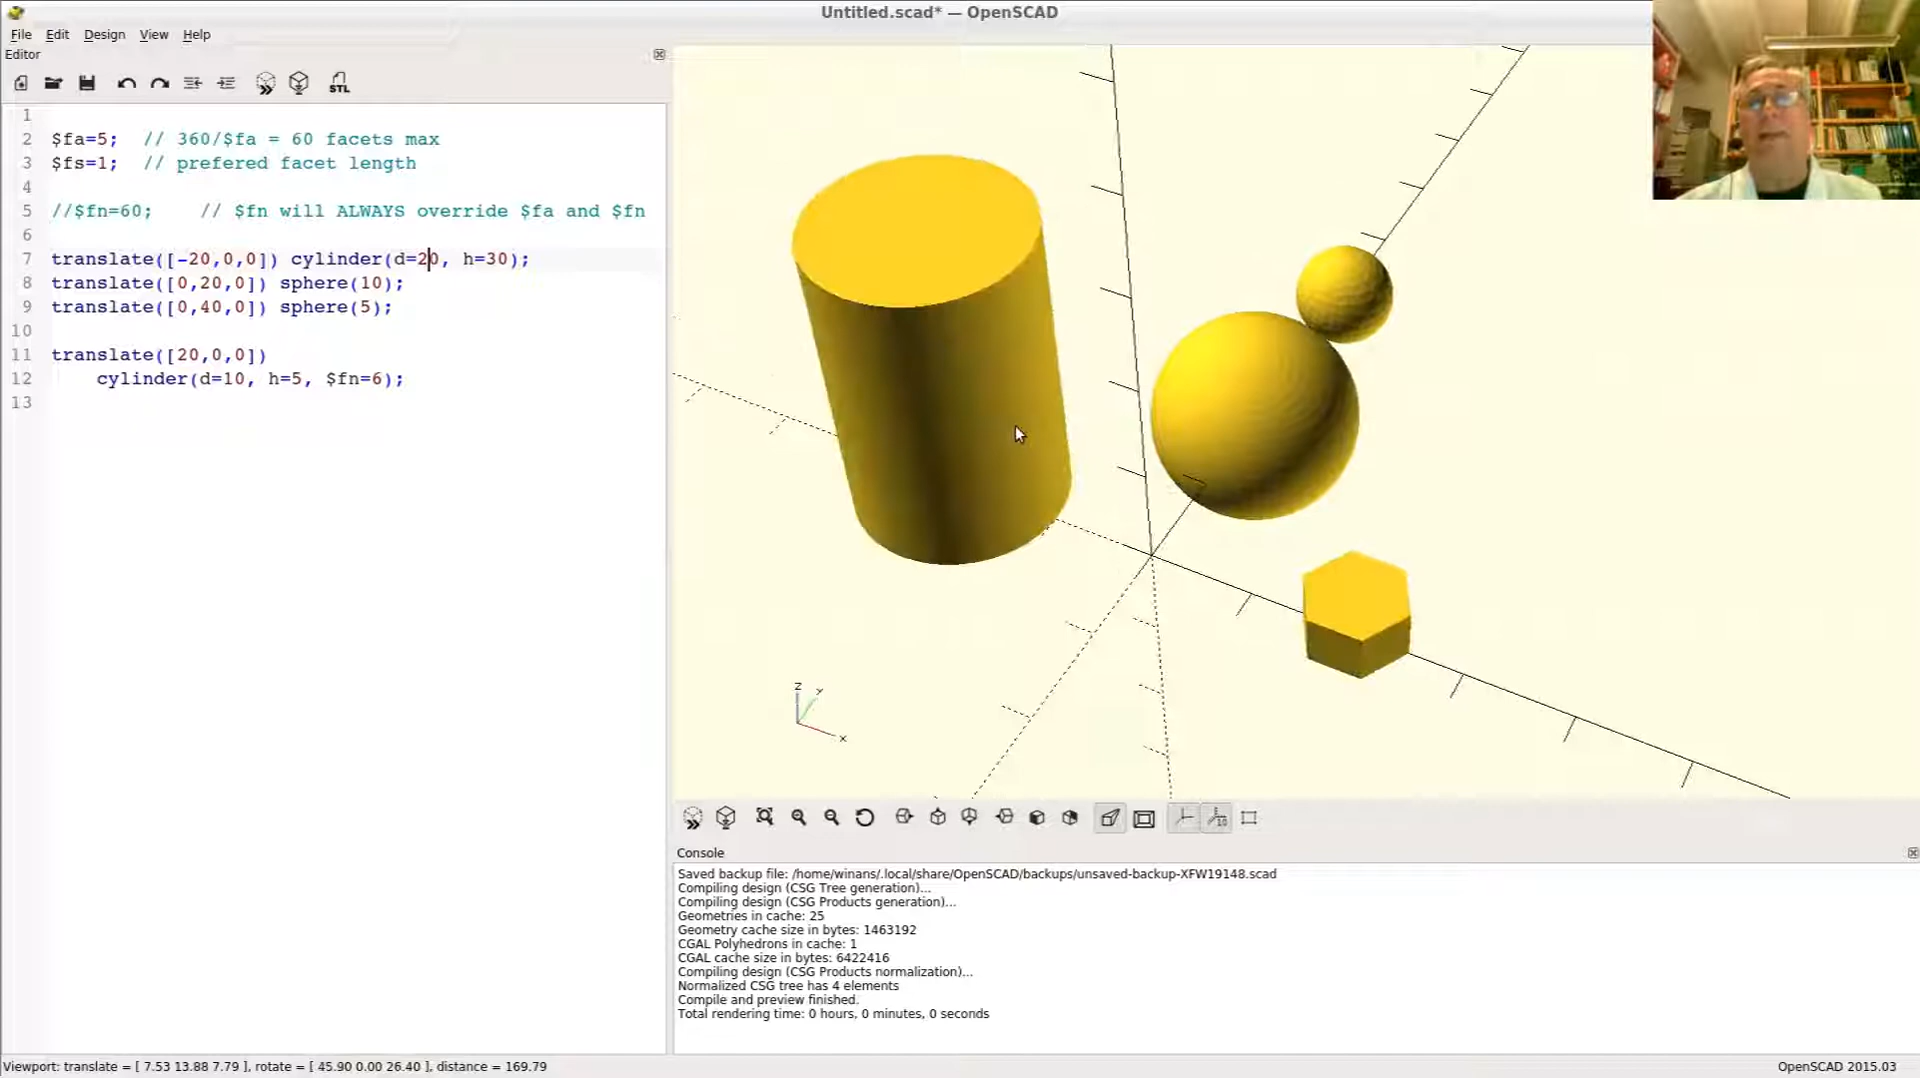 Untitled.scad* — OpenSCAD
File Edit Design View Help
Editor
STL
1
2 $fa=5; // 360/$fa = 60 facets max
3 $fs=1; // prefered facet length
4
5 //$fn=60; // $fn will ALWAYS override $fa and $fn
6
7 translate([-20,0,0]) cylinder(d=20, h=30);
8 translate([0,20,0]) sphere(10);
9 translate([0,40,0]) sphere(5);
10
11 translate([20,0,0])
12 cylinder(d=10, h=5, $fn=6);
13
z
y
x
10
Console
Saved backup file: /home/winans/.local/share/OpenSCAD/backups/unsaved-backup-XFW19148.scad
Compiling design (CSG Tree generation)...
Compiling design (CSG Products generation)...
Geometries in cache: 25
Geometry cache size in bytes: 1463192
CGAL Polyhedrons in cache: 1
CGAL cache size in bytes: 6422416
Compiling design (CSG Products normalization)...
Normalized CSG tree has 4 elements
Compile and preview finished.
Total rendering time: 0 hours, 0 minutes, 0 seconds
Viewport: translate = [ 7.53 13.88 7.79 ], rotate = [ 45.90 0.00 26.40 ], distance = 169.79
OpenSCAD 2015.03